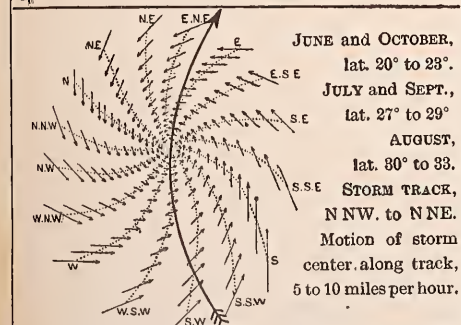 JUNE and OCTOBER,
lat. 20° to 23°.
JULY and SEPT.,
lat. 27° to 29°
AUGUST,
lat. 30° to 33.
STORM TRACK,
N NW. to N NE.
Motion of storm
center along track,
5 to 10 miles per hour.
N.E
E.N.E
N.E
E
N
E.S.E
N.N.W
S.E
N.W
S.S.E
W.N.W.
W
S
W.S.W
S.W
S.S.W